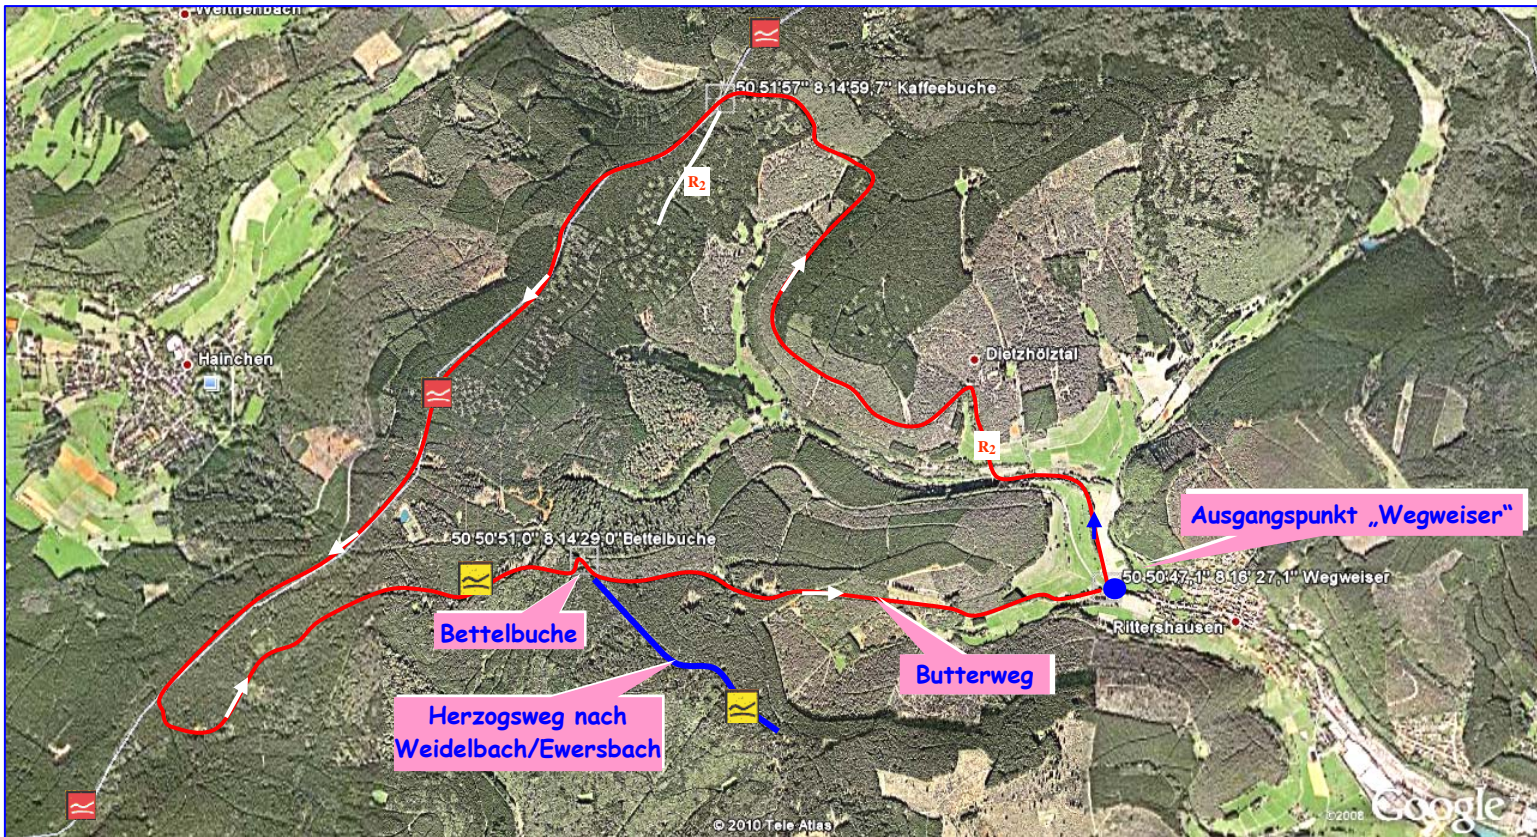 Werthenbach
50 51'57" 8 14'59,7" Kaffeebuche
R2
Hainchen
Dietzhölztal
R2
Ausgangspunkt „Wegweiser“
50 50'51,0" 8 14'29,0"Bettelbuche
50 50'47,1" 8 16' 27,1" Wegweiser
Bettelbuche
Rittershausen
Butterweg
Herzogsweg nach
Weidelbach/Ewersbach
©2008 Google
© 2010 Tele Atlas